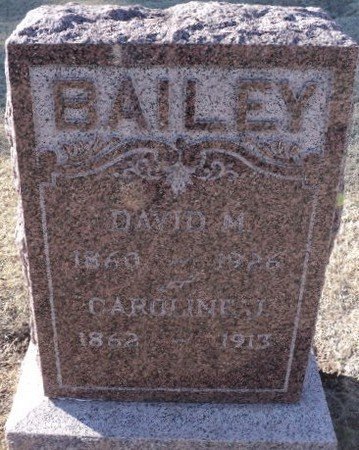 BAILEY
DAVID M.
1860 — 1926
CAROLINE J.
1862 — 1913